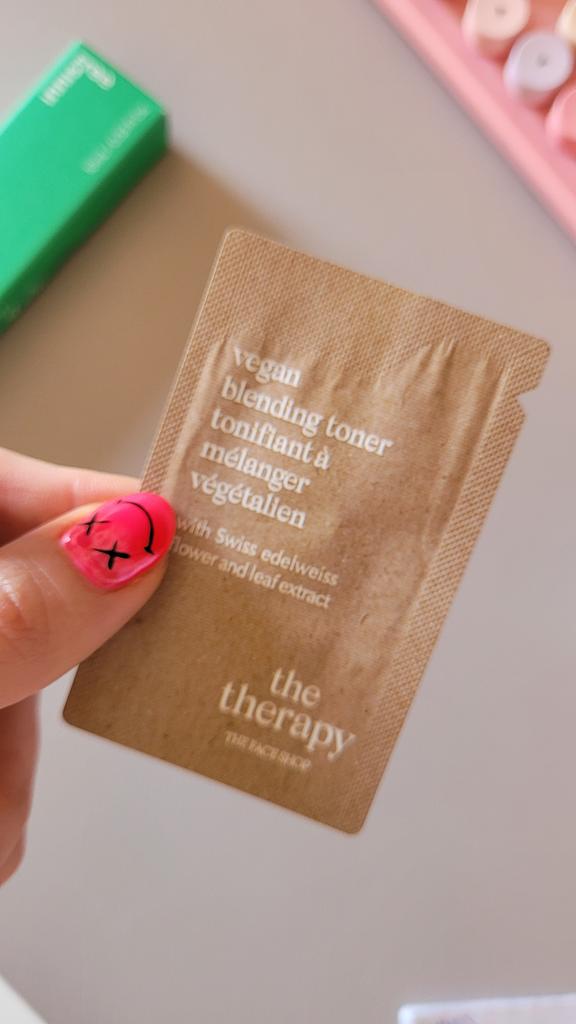 vegan
blending toner
tonifiant à
mélanger
végétalien
with Swiss edelweiss
flower and leaf extract
the
therapy
THE FACE SHOP